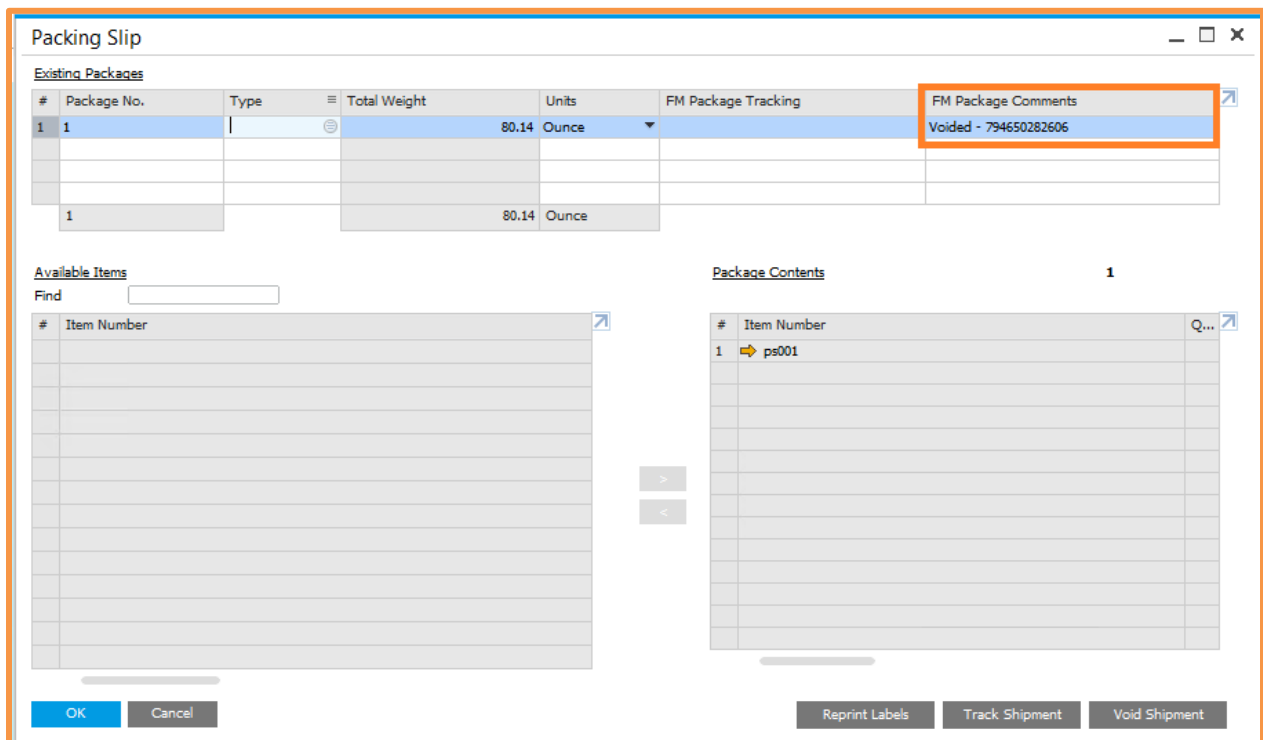 Packing Slip
Existing Packages
# Package No. Type Total Weight Units FM Package Tracking FM Package Comments
1 1 80.14 Ounce Voided - 794650282606
1 80.14 Ounce
Available Items Package Contents 1
Find
# Item Number # Item Number Q...
1 ps001
>
<
OK Cancel Reprint Labels Track Shipment Void Shipment